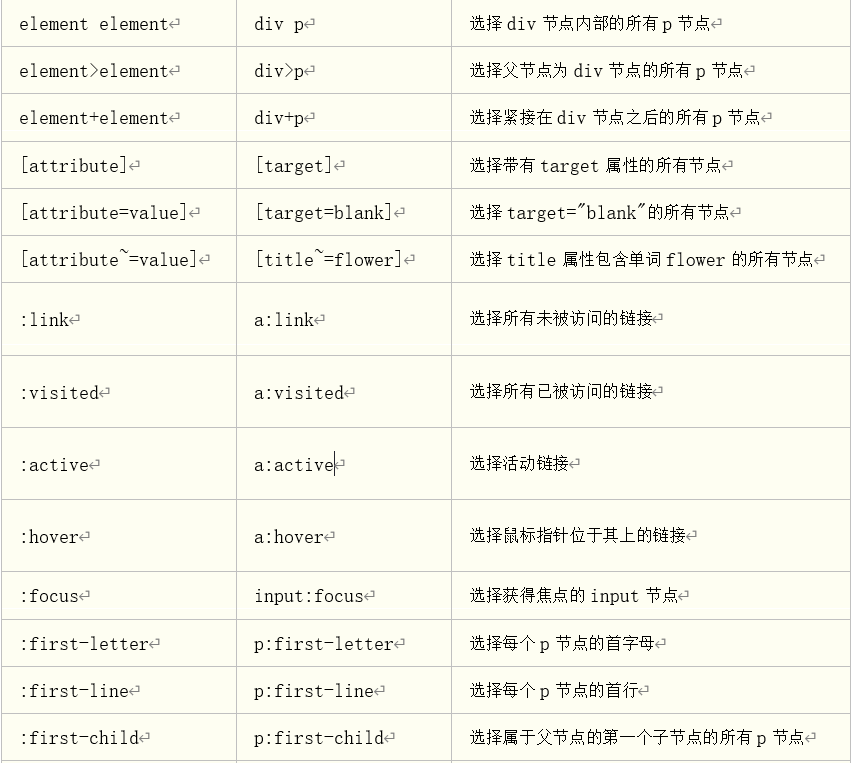 element element↵ div p↵ 选择 div 节点内部的所有 p 节点↵
element>element↵ div>p↵ 选择父节点为 div 节点的所有 p 节点↵
element+element↵ div+p↵ 选择紧接在 div 节点之后的所有 p 节点↵
[attribute]↵ [target]↵ 选择带有 target 属性的所有节点↵
[attribute=value]↵ [target=blank]↵ 选择 target="blank"的所有节点↵
[attribute~=value]↵ [title~=flower]↵ 选择 title 属性包含单词 flower 的所有节点↵
:link↵ a:link↵ 选择所有未被访问的链接↵
:visited↵ a:visited↵ 选择所有已被访问的链接↵
:active↵ a:active↵ 选择活动链接↵
:hover↵ a:hover↵ 选择鼠标指针位于其上的链接↵
:focus↵ input:focus↵ 选择获得焦点的 input 节点↵
:first-letter↵ p:first-letter↵ 选择每个 p 节点的首字母↵
:first-line↵ p:first-line↵ 选择每个 p 节点的首行↵
:first-child↵ p:first-child↵ 选择属于父节点的第一个子节点的所有 p 节点↵